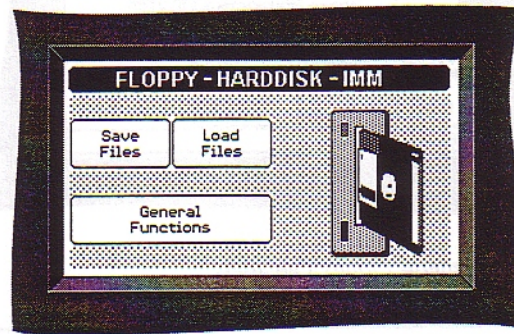 FLOPPY - HARDDISK - IMM
Save
Files
Load
Files
General
Functions